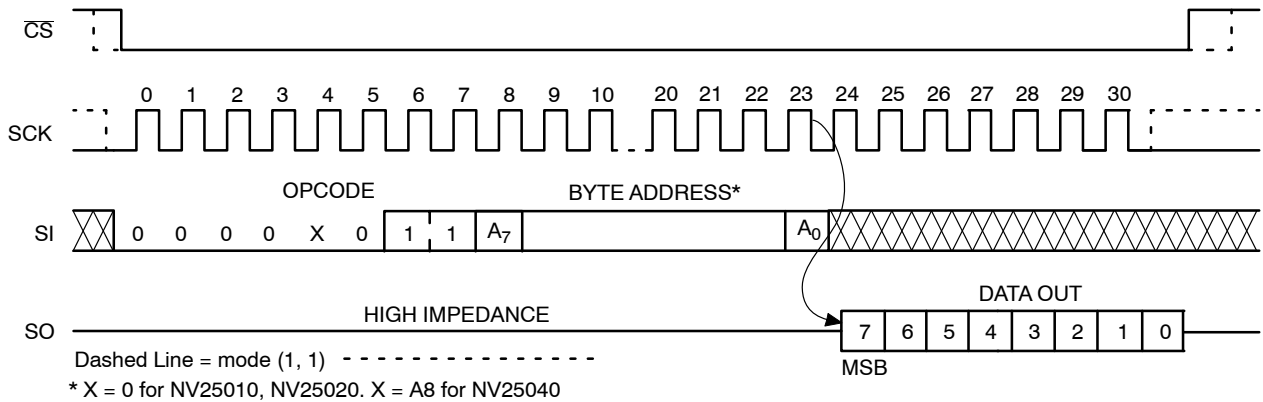 CS
0 1 2 3 4 5 6 7 8 9 10 20 21 22 23 24 25 26 27 28 29 30
SCK
OPCODE BYTE ADDRESS*
SI 0 0 0 0 X 0 1 1 A7 A0
HIGH IMPEDANCE DATA OUT
SO 7 6 5 4 3 2 1 0
Dashed Line = mode (1, 1) MSB
* X = 0 for NV25010, NV25020. X = A8 for NV25040